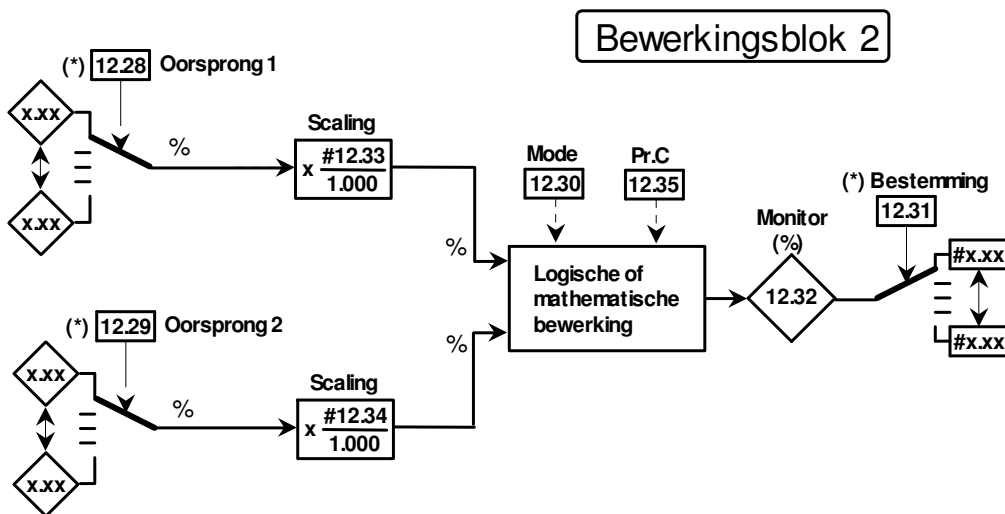 Bewerkingsblok 2
(*) 12.28 Oorsprong 1
x.xx
%
x.xx
Scaling
x #12.33
1.000
%
Mode
12.30
Pr.C
12.35
(*) Bestemming
12.31
Monitor
(%)
12.32
#x.xx
#x.xx
Logische of
mathematische
bewerking
(*) 12.29 Oorsprong 2
x.xx
%
x.xx
Scaling
x #12.34
1.000
%